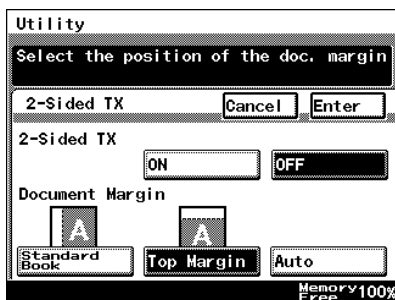 Utility
Select the position of the doc. margin
2-Sided TX
Cancel
Enter
2-Sided TX
ON
OFF
Document Margin
A
A
Standard
Book
Top Margin
Auto
Memory 100%
Free